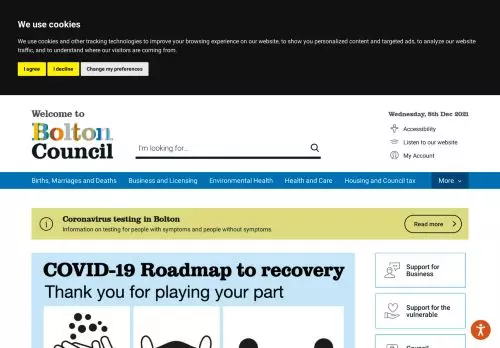 We use cookies
We use cookies and other tracking technologies to improve your browsing experience on our website, to show you personalized content and targeted ads, to analyze our website
traffic, and to understand where our visitors are coming from.
I agree
I decline
Change my preferences
Welcome to
Bolton
Council
I'm looking for...
Wednesday, 8th Dec 2021
Accessibility
Listen to our website
My Account
Births, Marriages and Deaths
Business and Licensing
Environmental Health
Health and Care
Housing and Council tax
More
Coronavirus testing in Bolton
Information on testing for people with symptoms and people without symptoms.
Read more
COVID-19 Roadmap to recovery
Thank you for playing your part
Support for
Business
Support for the
vulnerable
Council